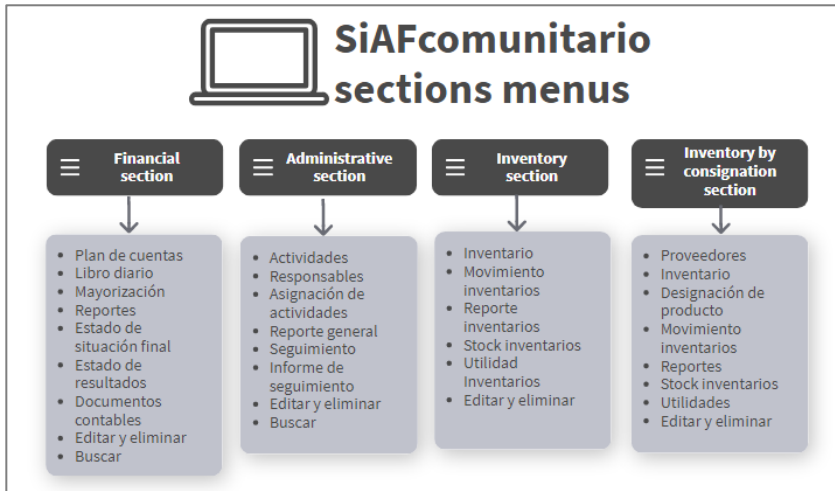 SiAFcomunitario
sections menus
Financial
section
• Plan de cuentas
• Libro diario
• Mayorización
• Reportes
• Estado de
situación final
• Estado de
resultados
• Documentos
contables
• Editar y eliminar
• Buscar
Administrative
section
• Actividades
• Responsables
• Asignación de
actividades
• Reporte general
• Seguimiento
• Informe de
seguimiento
• Editar y eliminar
• Buscar
Inventory
section
• Inventario
• Movimiento
inventarios
• Reporte
inventarios
• Stock inventarios
• Utilidad
Inventarios
• Editar y eliminar
Inventory by
consignation
section
• Proveedores
• Inventario
• Designación de
producto
• Movimiento
inventarios
• Reportes
• Stock inventarios
• Utilidades
• Editar y eliminar